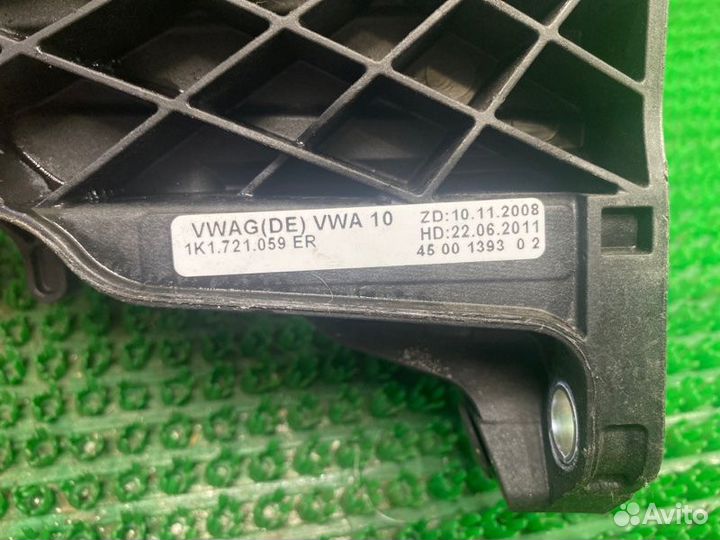 VWAG(DE) VWA 10 ZD:10.11.2008
1K1.721.059 ER HD:22.06.2011
45 00 1393 0 2
Avito